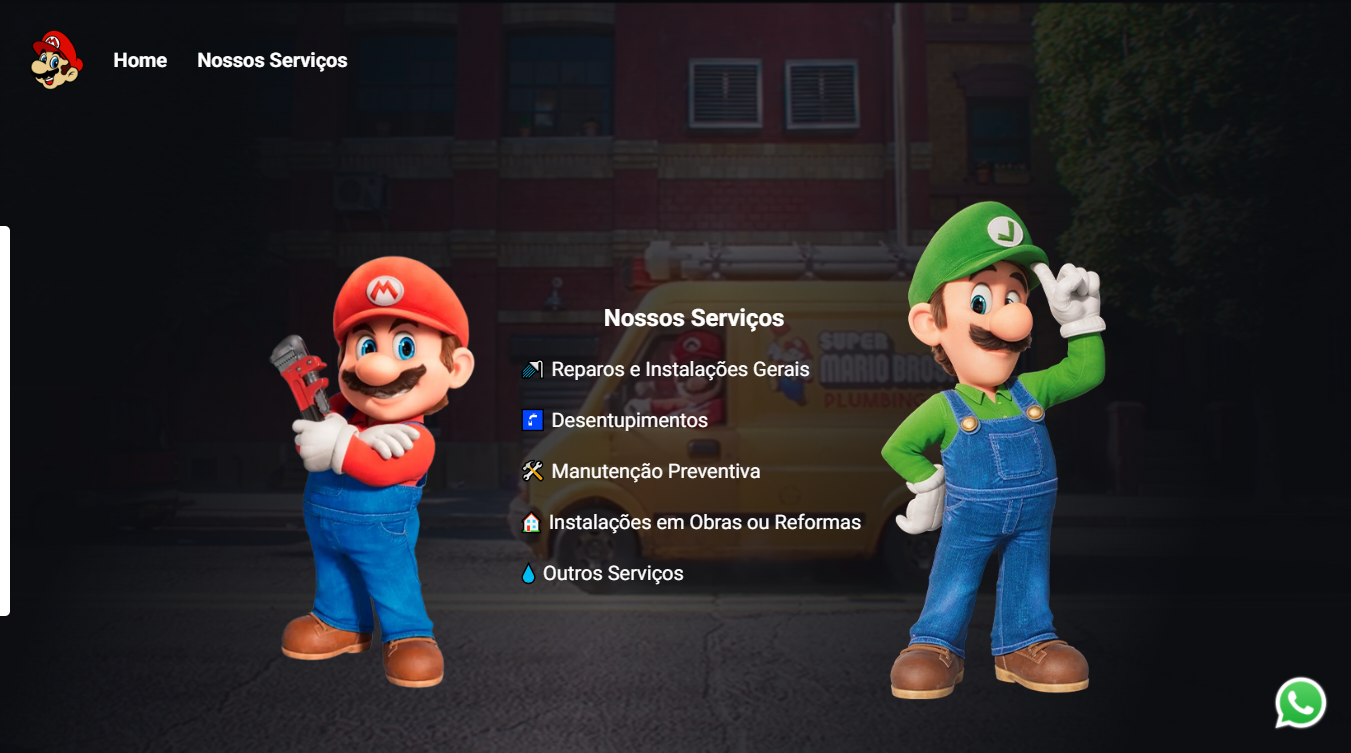 Home
Nossos Serviços
Nossos Serviços
Reparos e Instalações Gerais
Desentupimentos
Manutenção Preventiva
Instalações em Obras ou Reformas
Outros Serviços
SUPER
MARIO BROS
PLUMBING